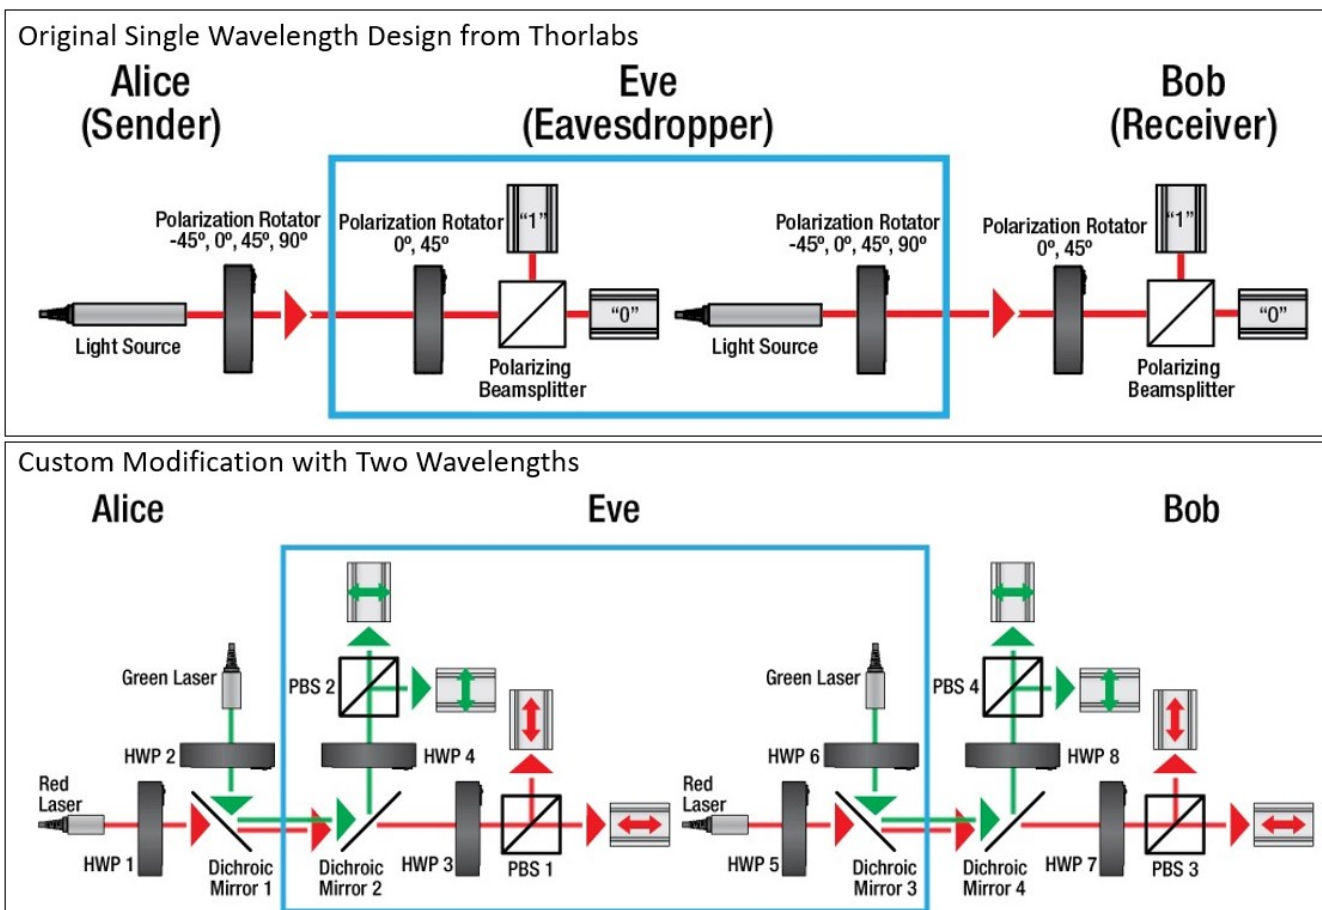 Original Single Wavelength Design from Thorlabs
Alice
(Sender)
Eve
(Eavesdropper)
Bob
(Receiver)
Polarization Rotator
-45º, 0º, 45º, 90º
Light Source
Polarization Rotator
0º, 45º
“1”
“0”
Polarizing
Beamsplitter
Light Source
Polarization Rotator
-45º, 0º, 45º, 90º
Polarization Rotator
0º, 45º
“1”
“0”
Polarizing
Beamsplitter
Custom Modification with Two Wavelengths
Alice
Eve
Bob
Green Laser
HWP 2
Red
Laser
HWP 1
Dichroic
Mirror 1
PBS 2
HWP 4
Dichroic
Mirror 2
HWP 3
PBS 1
Green Laser
HWP 6
Red
Laser
HWP 5
Dichroic
Mirror 3
PBS 4
HWP 8
Dichroic
Mirror 4
HWP 7
PBS 3